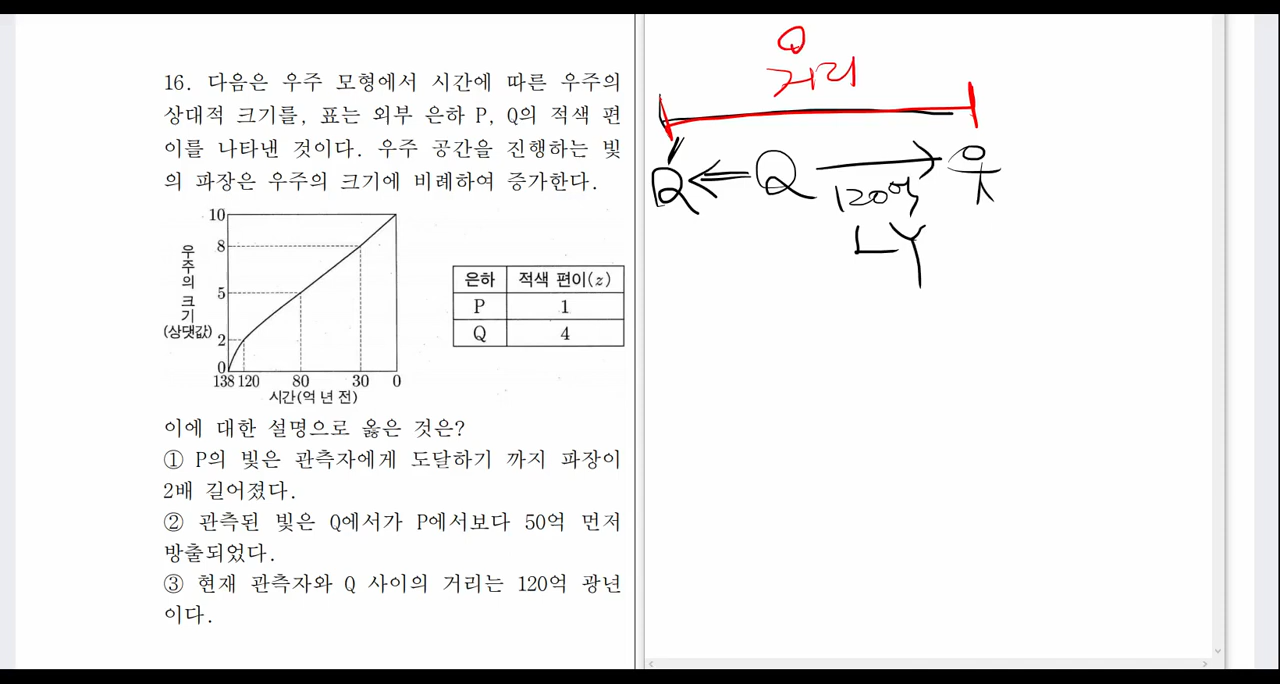 16. 다음은 우주 모형에서 시간에 따른 우주의
상대적 크기를, 표는 외부 은하 P, Q의 적색 편
이를 나타낸 것이다. 우주 공간을 진행하는 빛
의 파장은 우주의 크기에 비례하여 증가한다.
우주의 크기
(상댓값)
10
8
5
2
0
138 120 80 30 0
시간(억 년 전)
은하 적색 편이(z)
P 1
Q 4
이에 대한 설명으로 옳은 것은?
① P의 빛은 관측자에게 도달하기 까지 파장이
2배 길어졌다.
② 관측된 빛은 Q에서가 P에서보다 50억 먼저
방출되었다.
③ 현재 관측자와 Q 사이의 거리는 120억 광년
이다.
Q
거리
Q Q
120억
LY